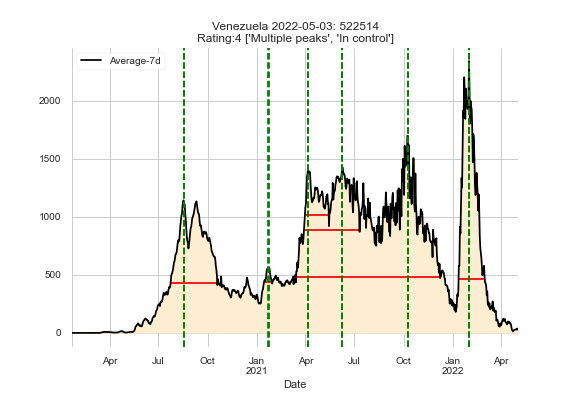 Venezuela 2022-05-03: 522514
Rating:4 ['Multiple peaks', 'In control']
Average-7d
2000
1500
1000
500
0
Apr Jul Oct Jan Apr Jul Oct Jan Apr
2021 2022
Date